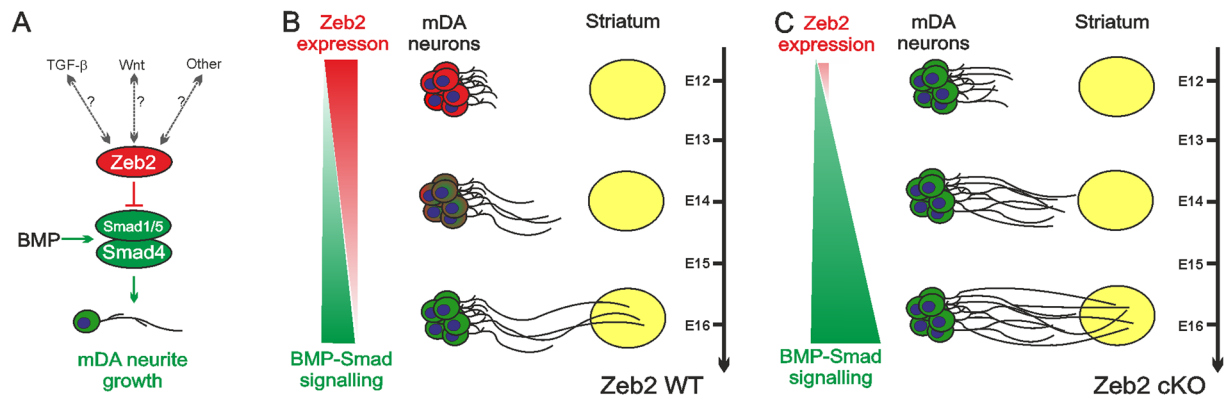 A
TGF-β
Wnt
Other
?
?
?
Zeb2
Smad1/5
BMP
Smad4
mDA neurite
growth
B
Zeb2
expresson
mDA
neurons
Striatum
E12
E13
E14
E15
E16
BMP-Smad
signalling
Zeb2 WT
C
Zeb2
expression
mDA
neurons
Striatum
E12
E13
E14
E15
E16
BMP-Smad
signalling
Zeb2 cKO